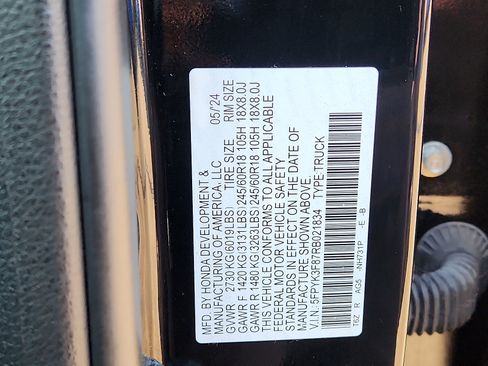 MFD. BY HONDA DEVELOPMENT &
MANUFACTURING OF AMERICA, LLC 05/'24
GVWR 2730 KG(6019LBS) TIRE SIZE RIM SIZE
GAWR F 1420 KG(3131LBS) 245/60R18 105H 18X8.0J
GAWR R 1480 KG(3263LBS) 245/60R18 105H 18X8.0J
THIS VEHICLE CONFORMS TO ALL APPLICABLE
FEDERAL MOTOR VEHICLE SAFETY
STANDARDS IN EFFECT ON THE DATE OF
MANUFACTURE SHOWN ABOVE.
V.I.N.: 5FPYK3F87RB021834 TYPE:TRUCK
T6Z R AG5 -NH731P -E -B